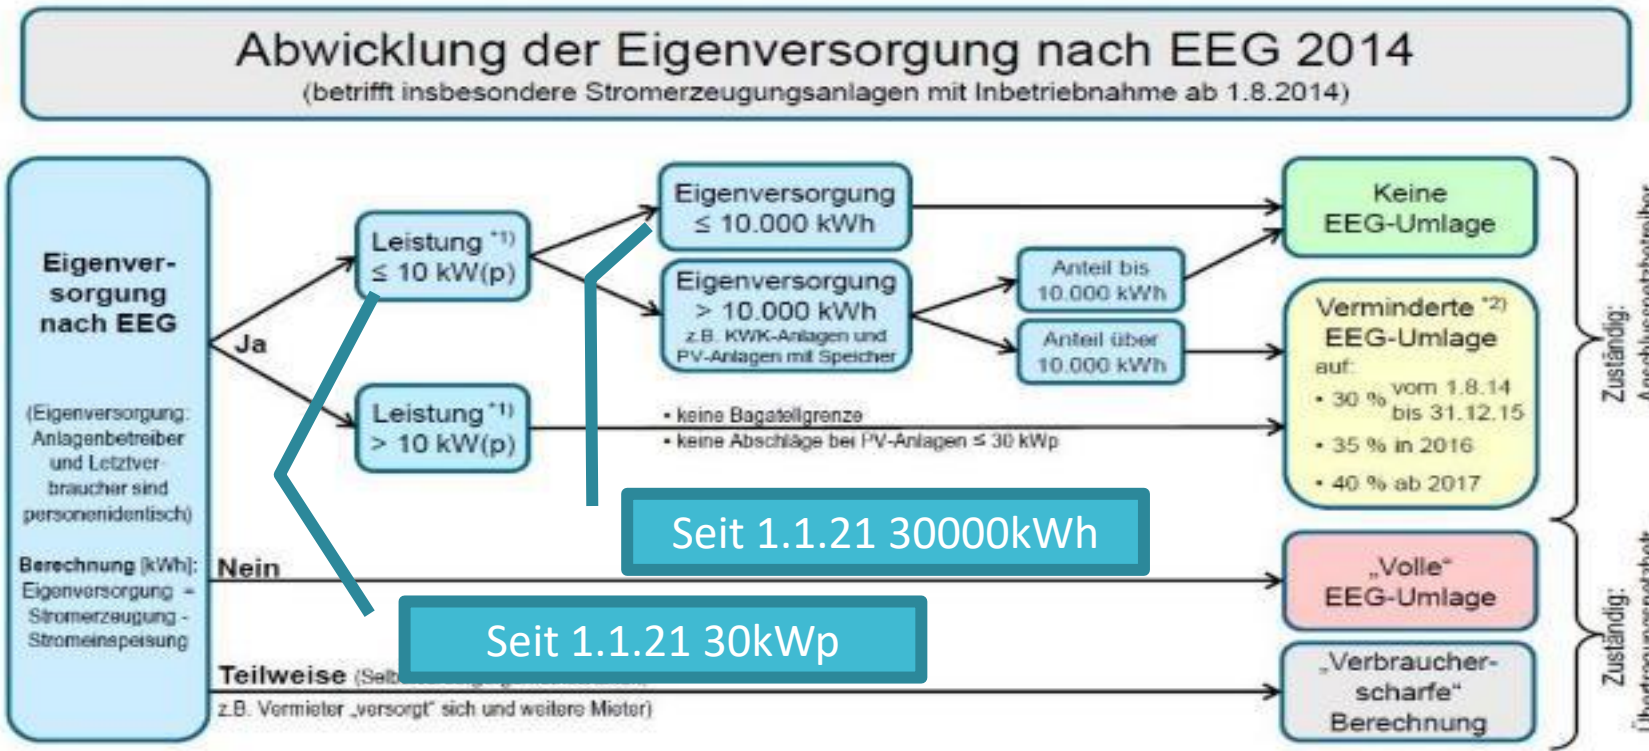 Abwicklung der Eigenversorgung nach EEG 2014
(betrifft insbesondere Stromerzeugungsanlagen mit Inbetriebnahme ab 1.8.2014)
Eigenver-
sorgung
nach EEG
(Eigenversorgung:
Anlagenbetreiber
und Letztver-
braucher sind
personenidentisch)
Berechnung [kWh]:
Eigenversorgung =
Stromerzeugung -
Stromeinspeisung
Ja
Leistung *1)
≤ 10 kW(p)
Leistung *1)
> 10 kW(p)
Eigenversorgung
≤ 10.000 kWh
Eigenversorgung
> 10.000 kWh
z.B. KWK-Anlagen und
PV-Anlagen mit Speicher
Anteil bis
10.000 kWh
Anteil über
10.000 kWh
• keine Bagatellgrenze
• keine Abschläge bei PV-Anlagen ≤ 30 kWp
Keine
EEG-Umlage
Verminderte *2)
EEG-Umlage
auf:
• 30 % vom 1.8.14
bis 31.12.15
• 35 % in 2016
• 40 % ab 2017
Zuständig:
Anschlussnetzbetreiber
Seit 1.1.21 30000kWh
Nein
„Volle“
EEG-Umlage
Seit 1.1.21 30kWp
Teilweise
z.B. Vermieter „versorgt“ sich und weitere Mieter)
„Verbraucher-
scharfe“
Berechnung
Zuständig: